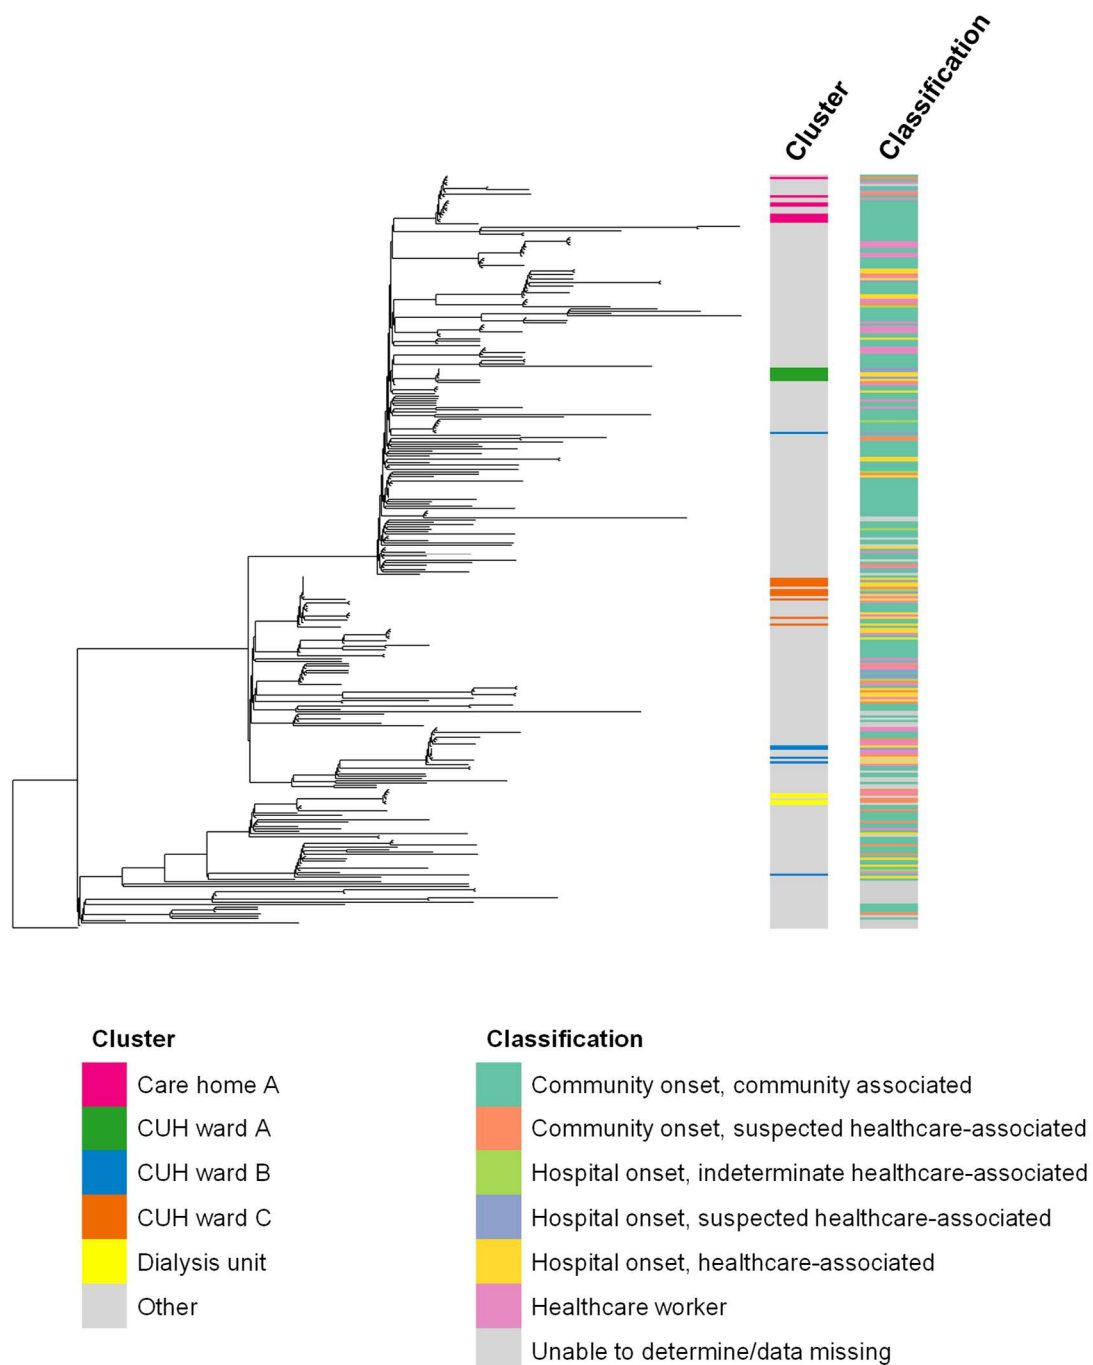 Cluster
Classification
Cluster
Care home A
CUH ward A
CUH ward B
CUH ward C
Dialysis unit
Other
Classification
Community onset, community associated
Community onset, suspected healthcare-associated
Hospital onset, indeterminate healthcare-associated
Hospital onset, suspected healthcare-associated
Hospital onset, healthcare-associated
Healthcare worker
Unable to determine/data missing